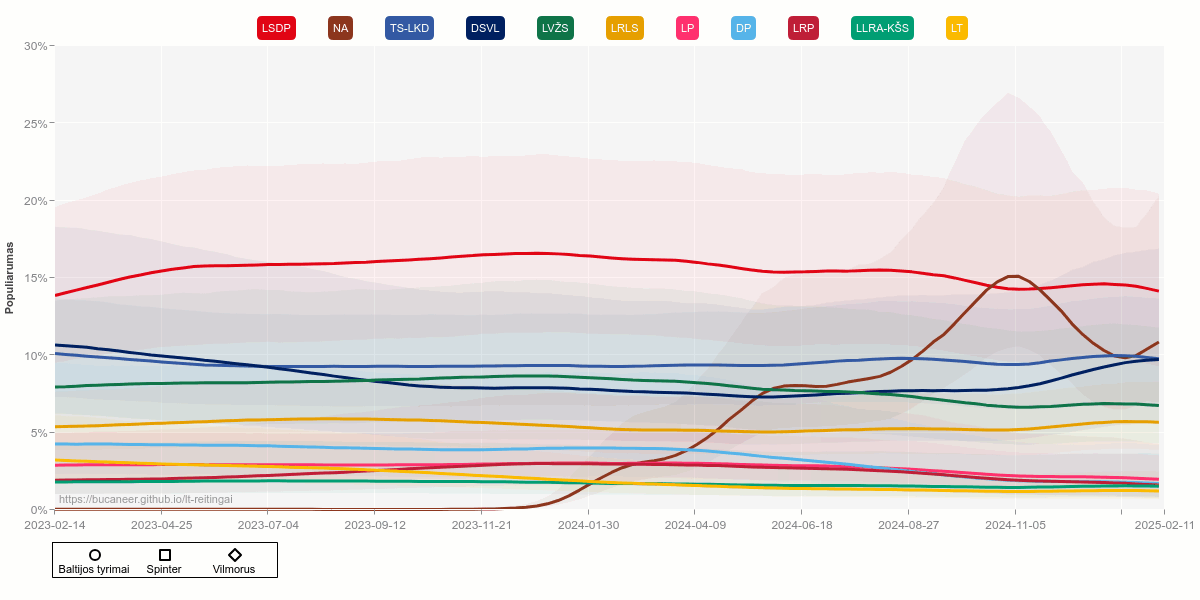 LSDP NA TS-LKD DSVL LVŽS LRLS LP DP LRP LLRA-KŠS LT
30%
25%
20%
15%
10%
5%
0%
Populiarumas
https://bucaneer.github.io/lt-reitingai
2023-02-14 2023-04-25 2023-07-04 2023-09-12 2023-11-21 2024-01-30 2024-04-09 2024-06-18 2024-08-27 2024-11-05 2025-02-11
Baltijos tyrimai Spinter Vilmorus